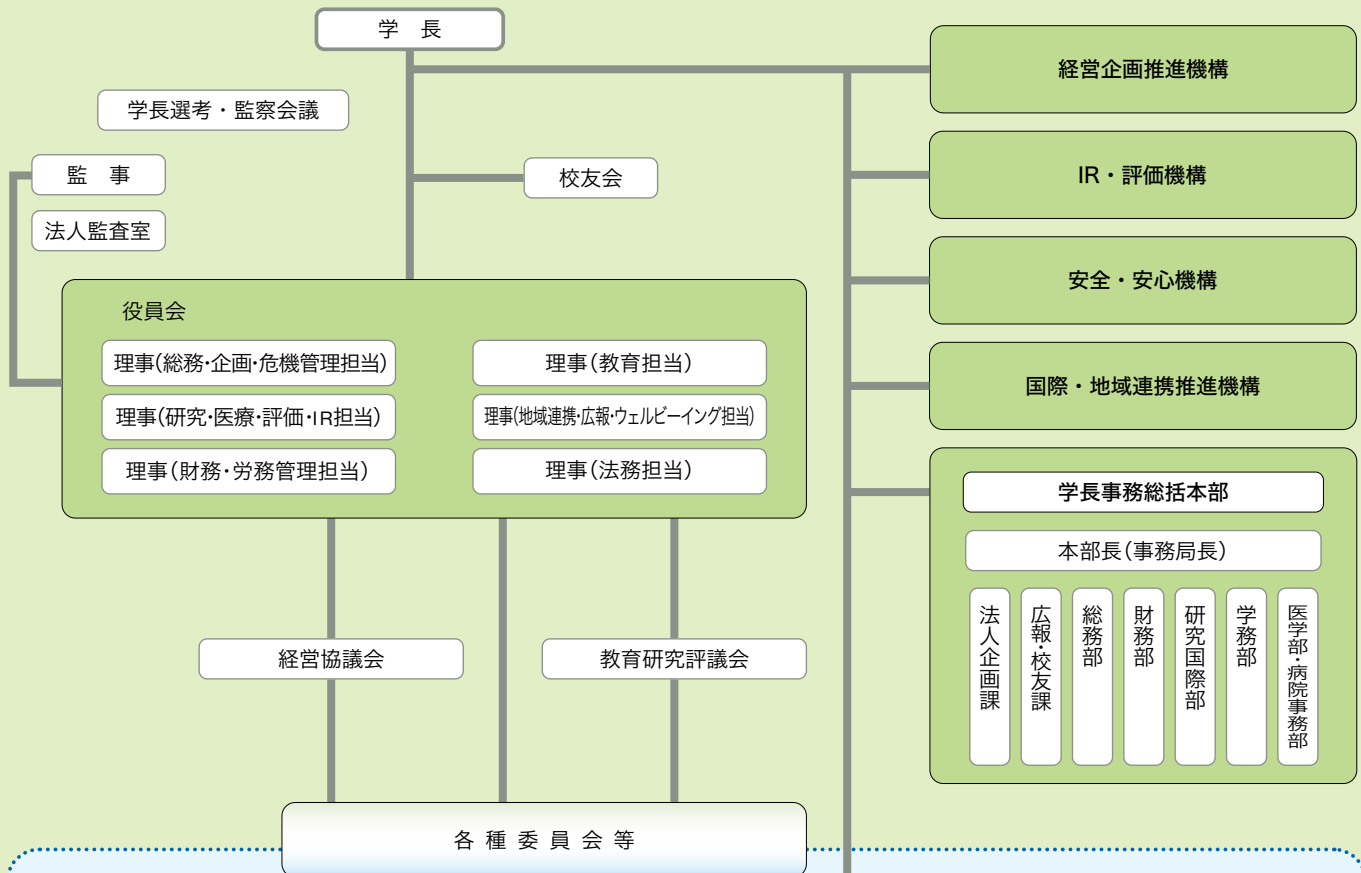 学　長
学長選考・監察会議
監　事
法人監査室
校友会
役員会
理事(総務・企画・危機管理担当)
理事(教育担当)
理事(研究・医療・評価・IR担当)
理事(地域連携・広報・ウェルビーイング担当)
理事(財務・労務管理担当)
理事(法務担当)
経営協議会
教育研究評議会
各種委員会等
経営企画推進機構
IR・評価機構
安全・安心機構
国際・地域連携推進機構
学長事務総括本部
本部長(事務局長)
法人企画課
広報・校友課
総務部
財務部
研究国際部
学務部
医学部・病院事務部